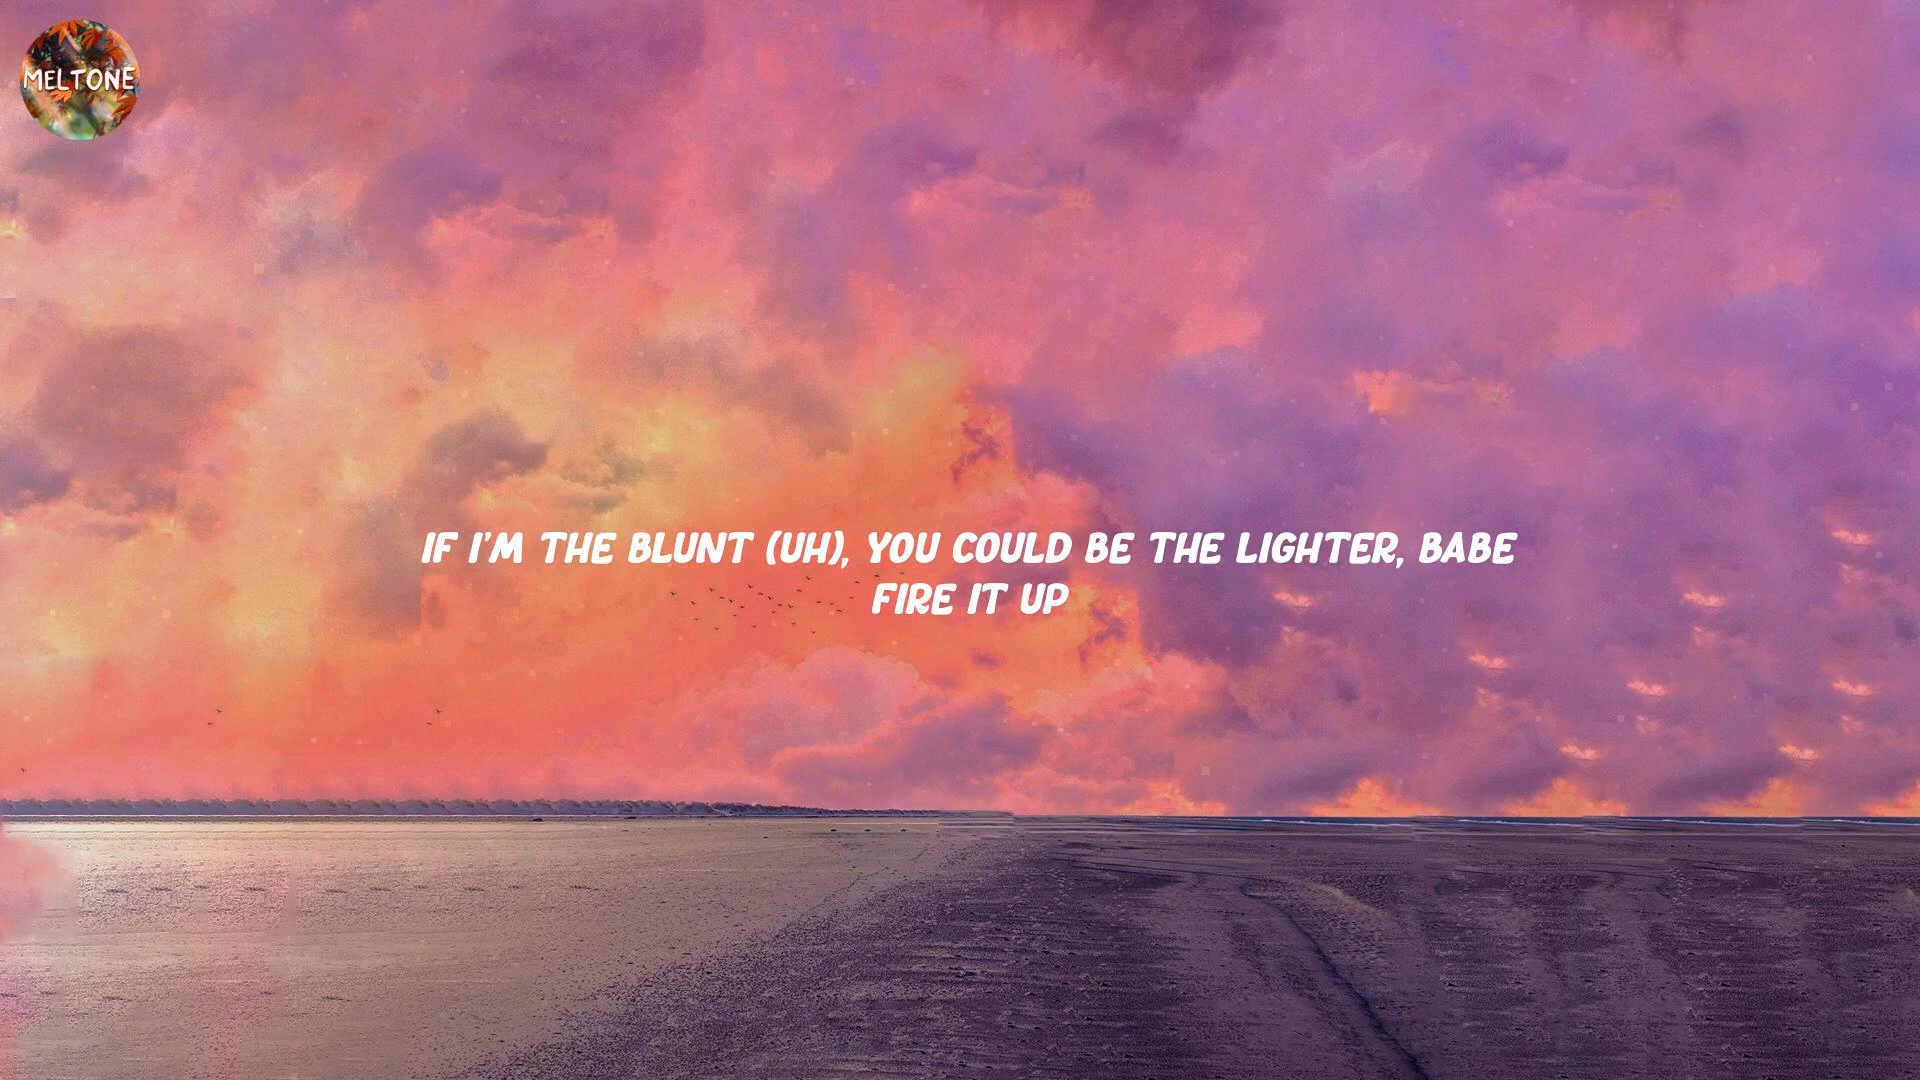 MELTONE
IF I'M THE BLUNT (UH), YOU COULD BE THE LIGHTER, BABE
FIRE IT UP